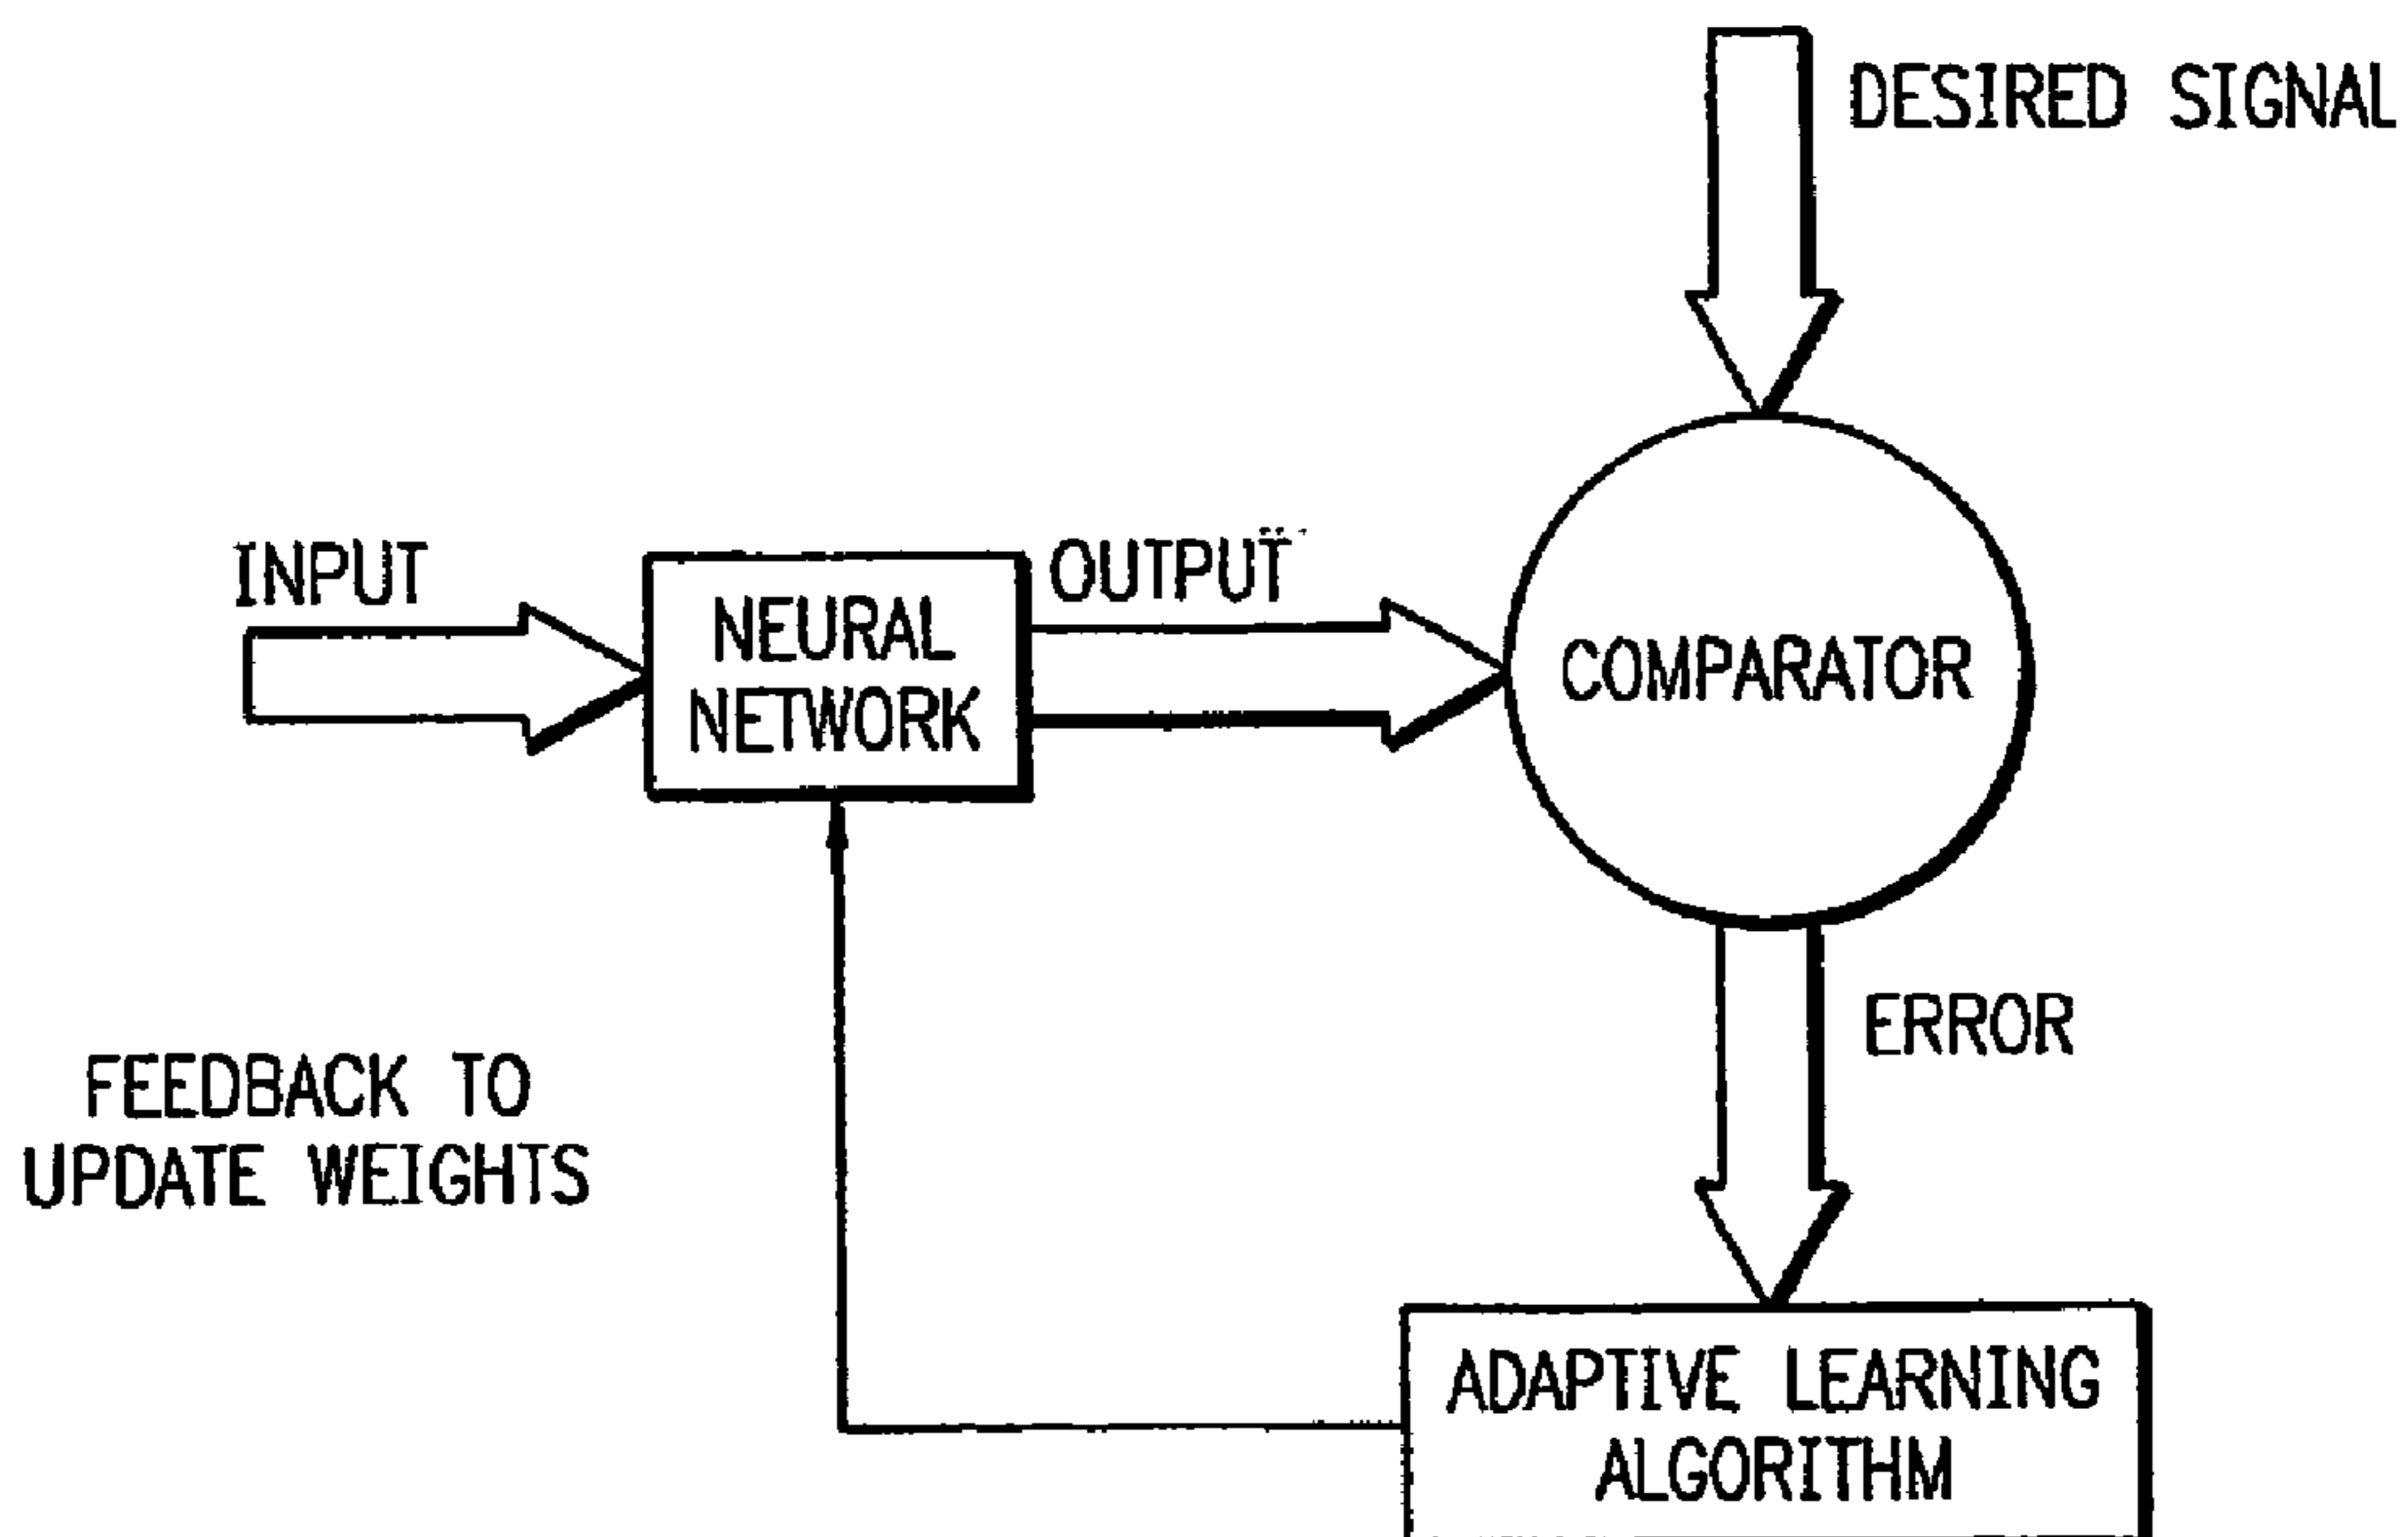 DESIRED SIGNAL
INPUT
OUTPUT
NEURAL
NETWORK
COMPARATOR
ERROR
FEEDBACK TO
UPDATE WEIGHTS
ADAPTIVE LEARNING
ALGORITHM